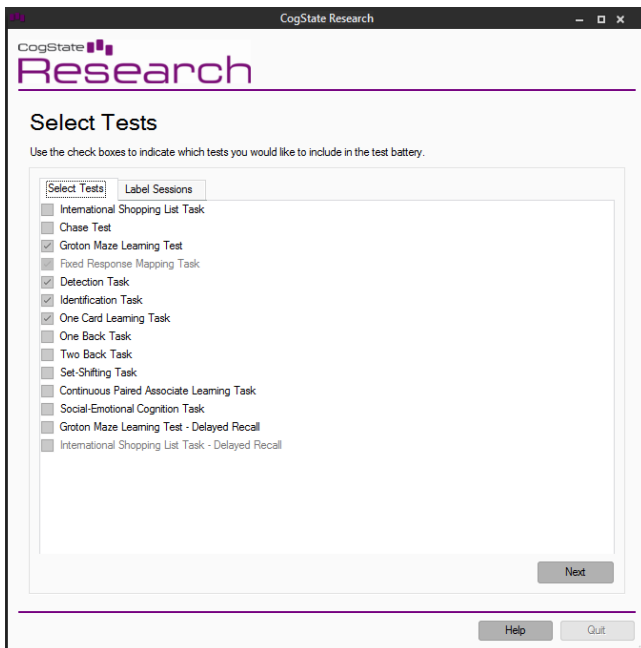 CogState Research
CogState
Research
Select Tests
Use the check boxes to indicate which tests you would like to include in the test battery.
Select Tests Label Sessions
International Shopping List Task
Chase Test
Groton Maze Learning Test
Fixed Response Mapping Task
Detection Task
Identification Task
One Card Learning Task
One Back Task
Two Back Task
Set-Shifting Task
Continuous Paired Associate Learning Task
Social-Emotional Cognition Task
Groton Maze Learning Test - Delayed Recall
International Shopping List Task - Delayed Recall
Next
Help Quit